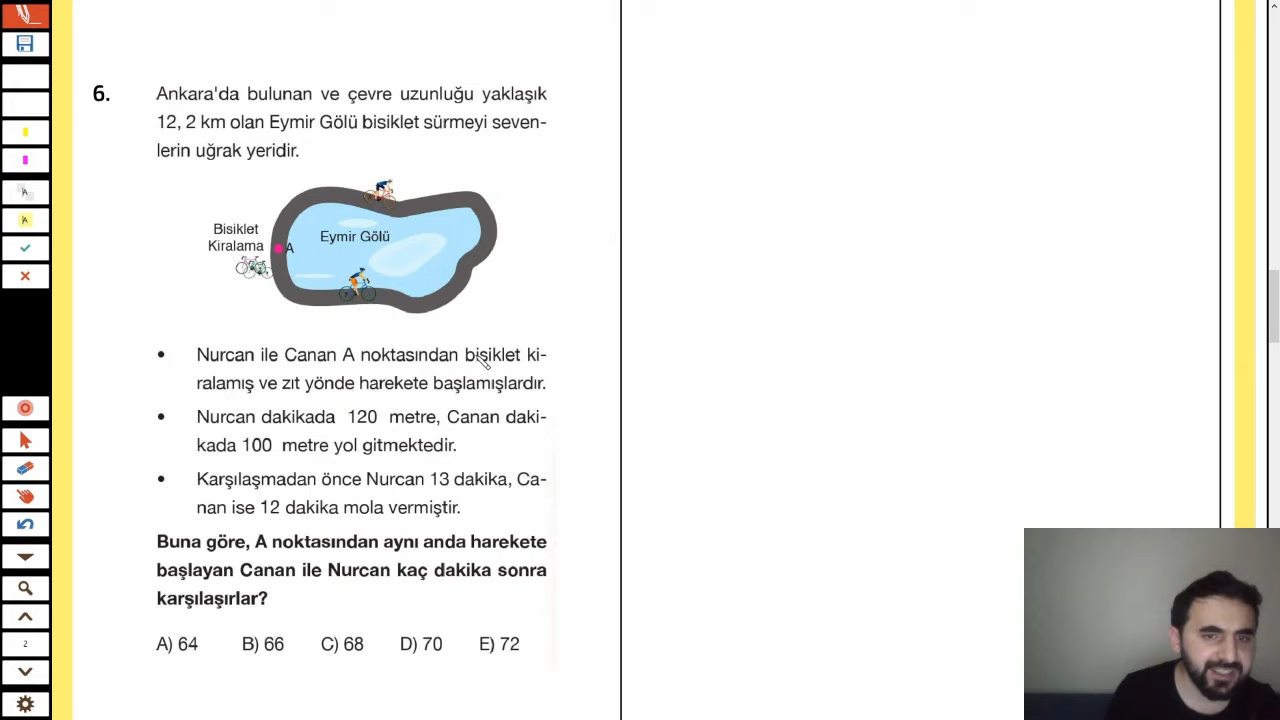 6.
Ankara'da bulunan ve çevre uzunluğu yaklaşık
12, 2 km olan Eymir Gölü bisiklet sürmeyi seven-
lerin uğrak yeridir.
Bisiklet
Kiralama
A
Eymir Gölü
• Nurcan ile Canan A noktasından bisiklet ki-
ralamış ve zıt yönde harekete başlamışlardır.
• Nurcan dakikada 120 metre, Canan daki-
kada 100 metre yol gitmektedir.
• Karşılaşmadan önce Nurcan 13 dakika, Ca-
nan ise 12 dakika mola vermiştir.
Buna göre, A noktasından aynı anda harekete
başlayan Canan ile Nurcan kaç dakika sonra
karşılaşırlar?
A) 64 B) 66 C) 68 D) 70 E) 72
A
A
2